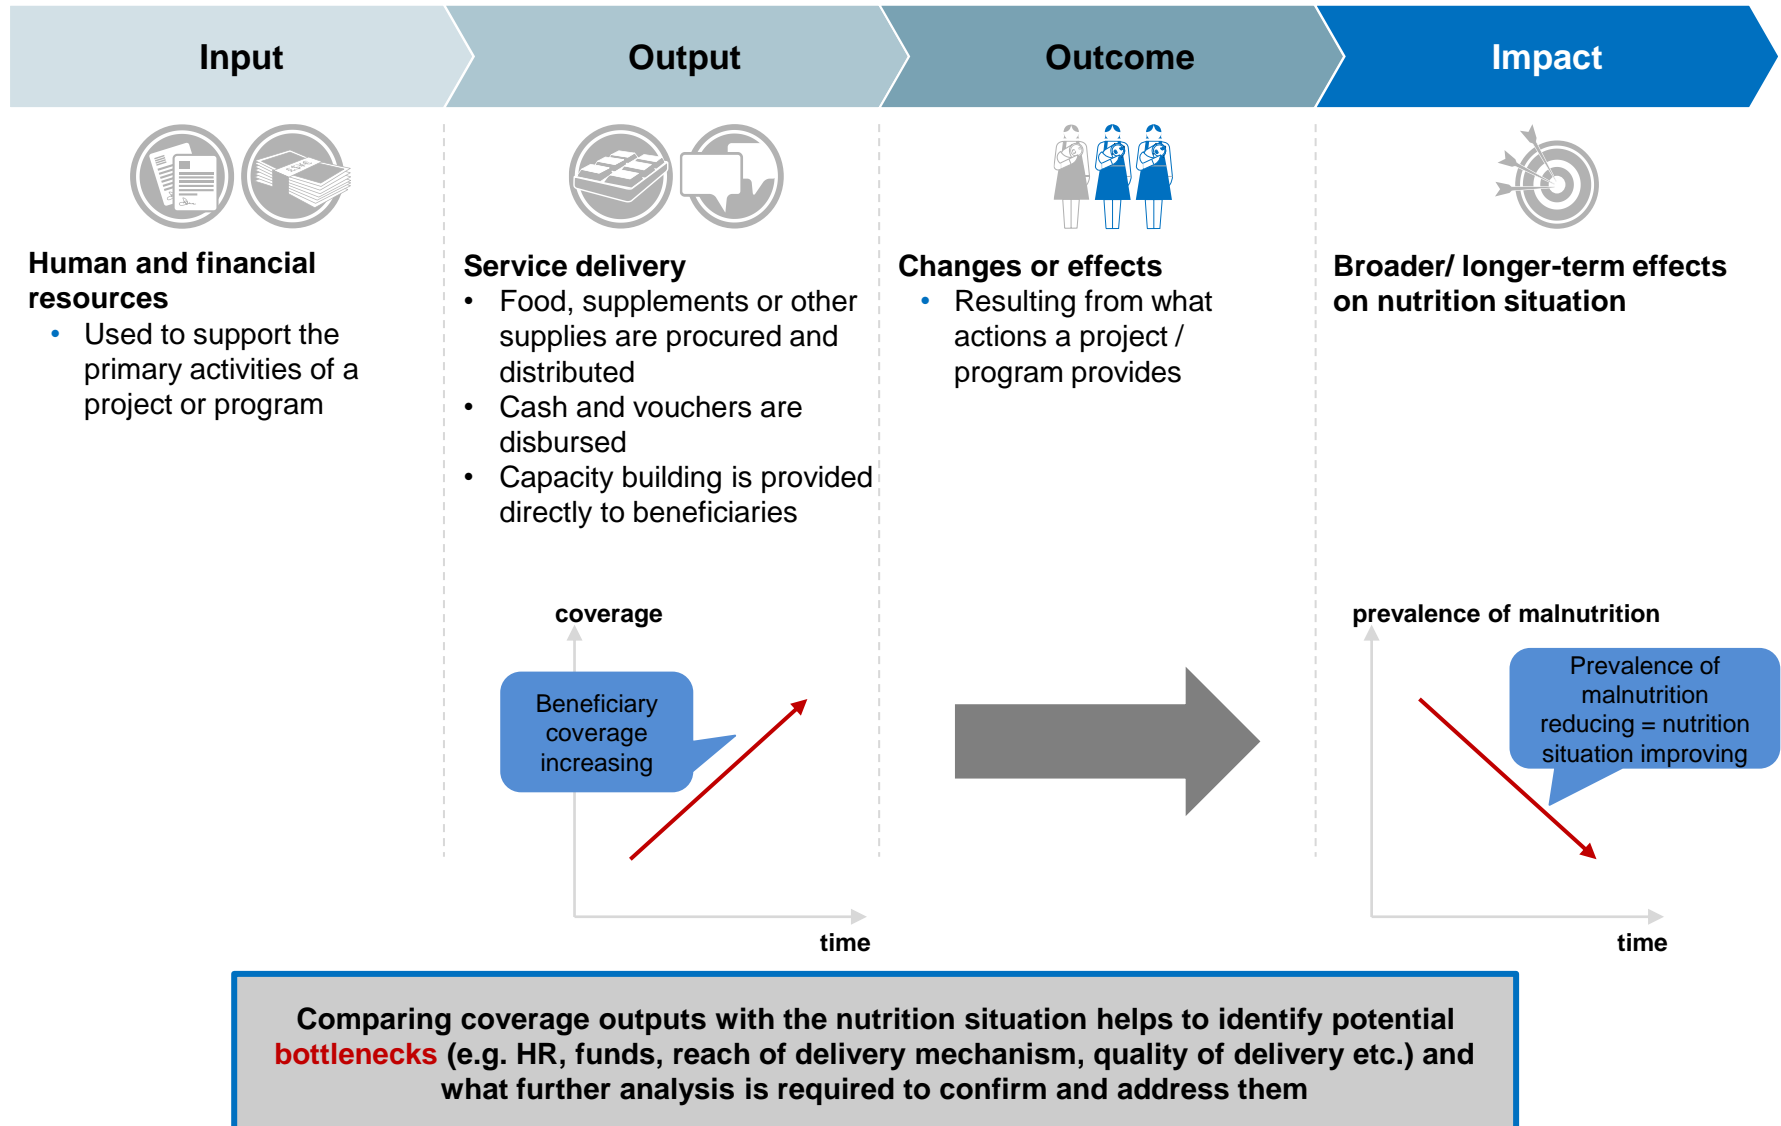 Input
Output
Outcome
Impact
Human and financial
resources
• Used to support the
primary activities of a
project or program
Service delivery
• Food, supplements or other
supplies are procured and
distributed
• Cash and vouchers are
disbursed
• Capacity building is provided
directly to beneficiaries
Changes or effects
• Resulting from what
actions a project /
program provides
Broader/ longer-term effects
on nutrition situation
coverage
Beneficiary
coverage
increasing
time
prevalence of malnutrition
Prevalence of
malnutrition
reducing = nutrition
situation improving
time
Comparing coverage outputs with the nutrition situation helps to identify potential
bottlenecks (e.g. HR, funds, reach of delivery mechanism, quality of delivery etc.) and
what further analysis is required to confirm and address them